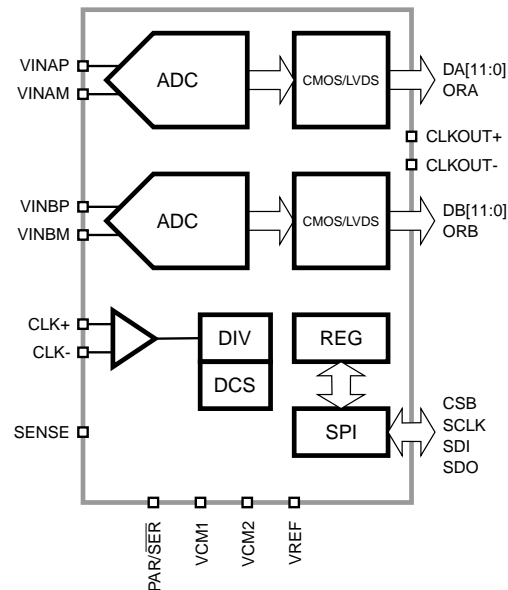 VINAP
VINAM
ADC
CMOS/LVDS
DA[11:0]
ORA
CLKOUT+
CLKOUT-
VINBP
VINBM
ADC
CMOS/LVDS
DB[11:0]
ORB
CLK+
CLK-
DIV
DCS
REG
SPI
SENSE
CSB
SCLK
SDI
SDO
PAR/SER
VCM1
VCM2
VREF